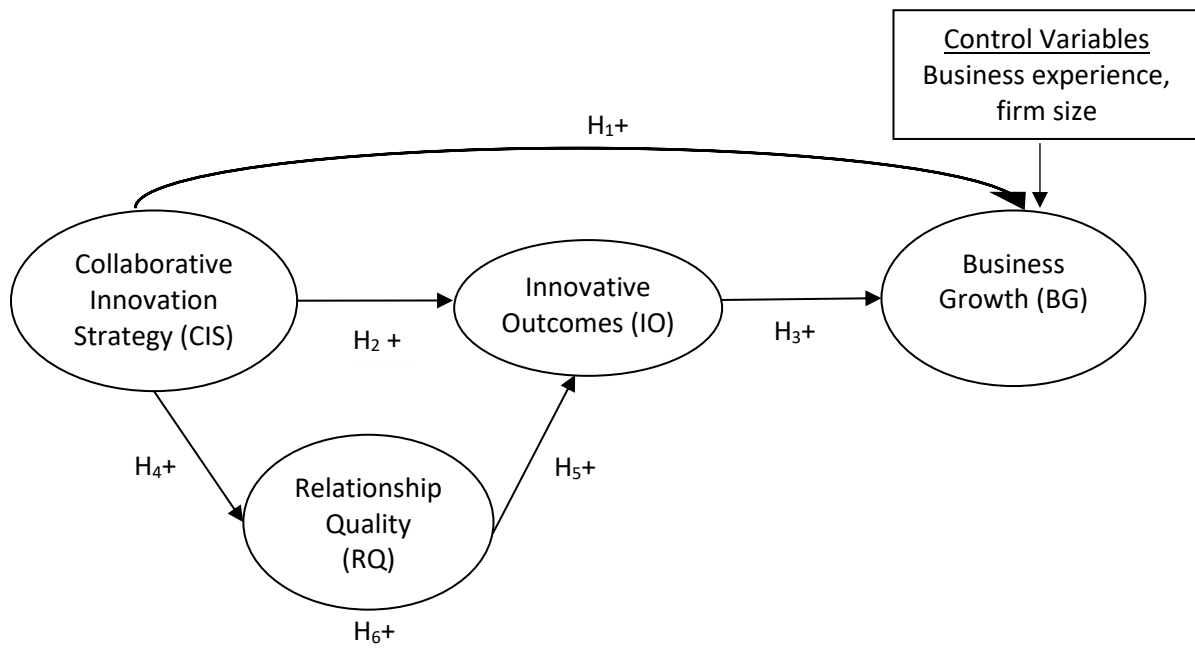 Control Variables
Business experience,
firm size
H₁+
Collaborative
Innovation
Strategy (CIS)
H₂ +
Innovative
Outcomes (IO)
H₃+
Business
Growth (BG)
H₄+
Relationship
Quality
(RQ)
H₅+
H₆+